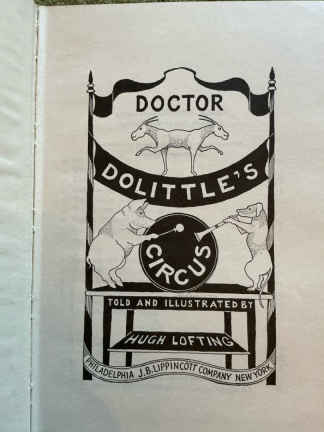 DOCTOR
DOLITTLE'S
CIRCUS
TOLD AND ILLUSTRATED BY
HUGH LOFTING
PHILADELPHIA J.B. LIPPINCOTT COMPANY NEW YORK